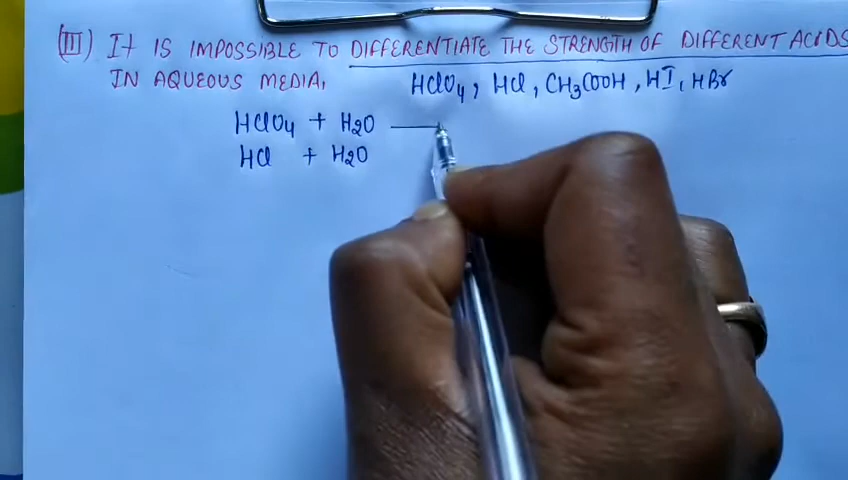 (III) It IS IMPOSSIBLE TO DIFFERENTIATE THE STRENGTH OF DIFFERENT ACIDS
IN AQUEOUS MEDIA, HClO4, HCl, CH3COOH, HI, HBr
HClO4 + H2O —
HCl + H2O